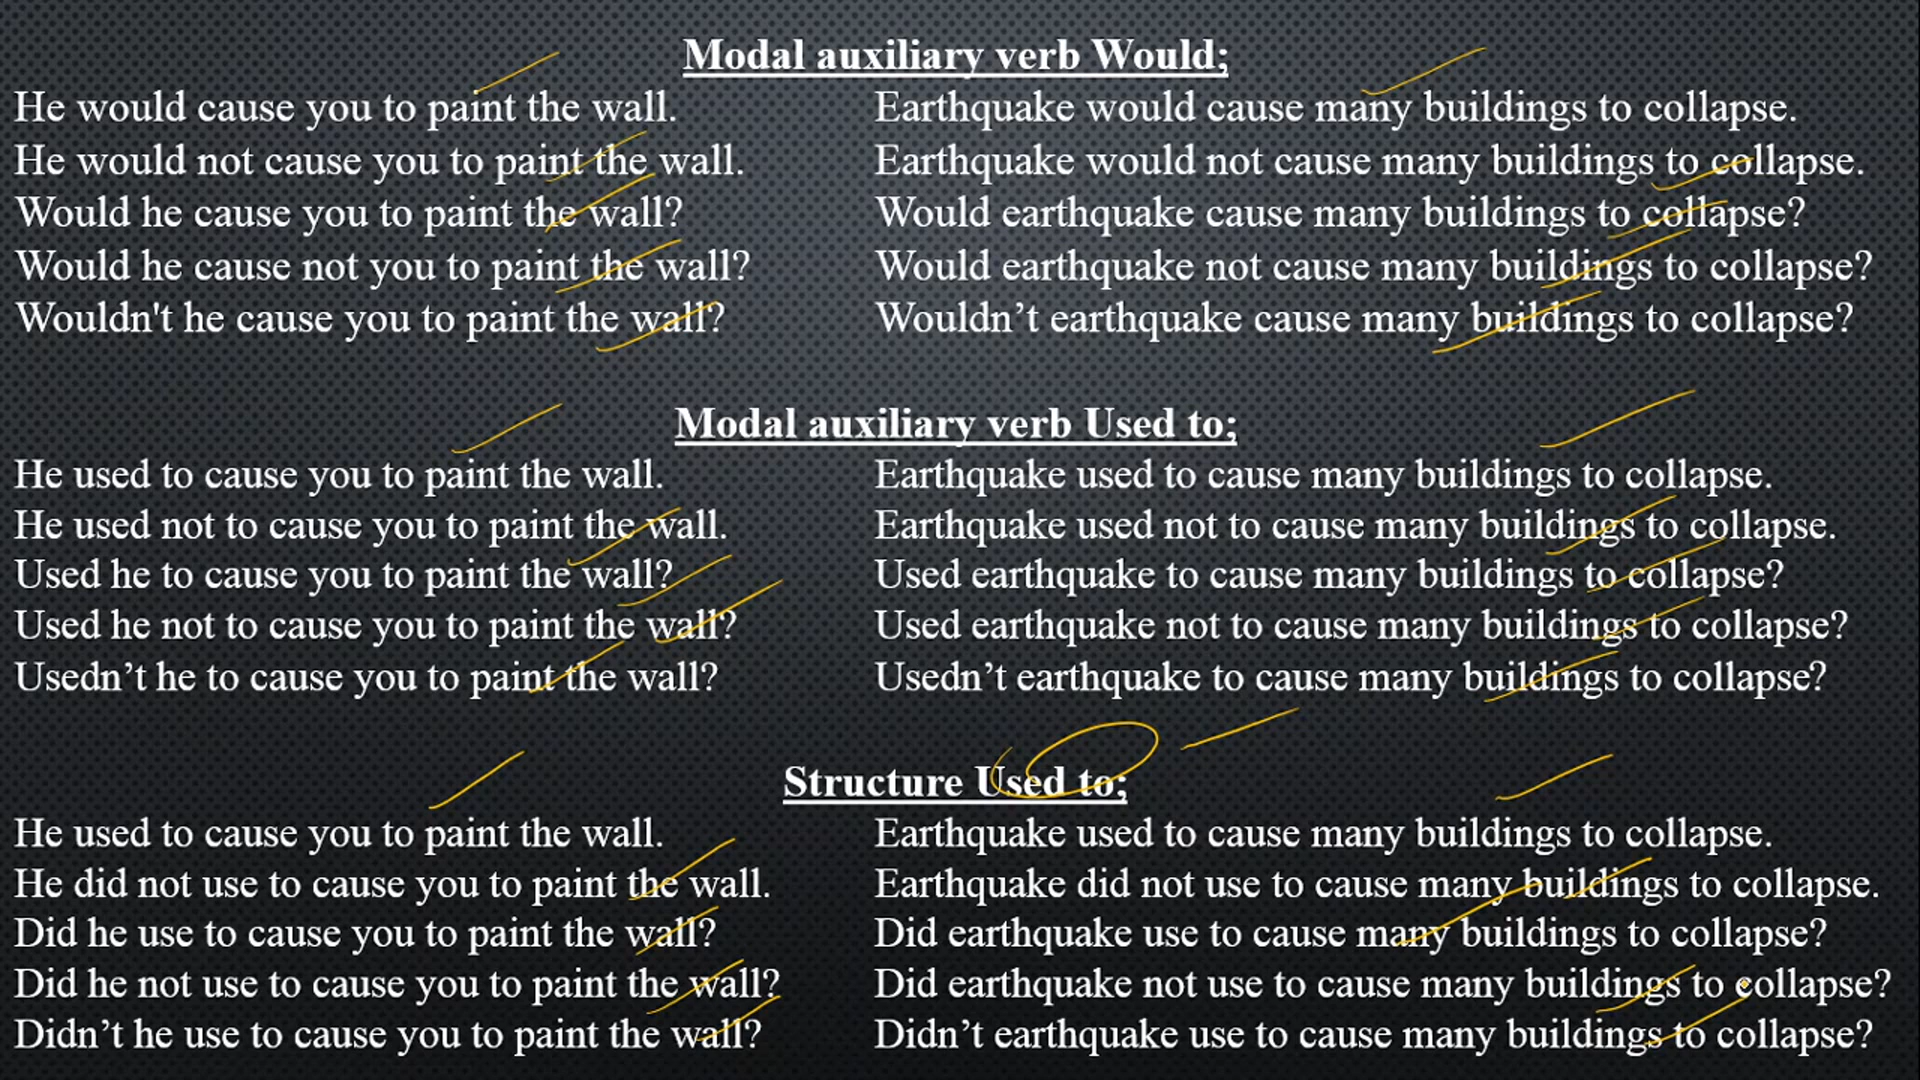 Modal auxiliary verb Would;
He would cause you to paint the wall.
Earthquake would cause many buildings to collapse.
He would not cause you to paint the wall.
Earthquake would not cause many buildings to collapse.
Would he cause you to paint the wall?
Would earthquake cause many buildings to collapse?
Would he cause not you to paint the wall?
Would earthquake not cause many buildings to collapse?
Wouldn't he cause you to paint the wall?
Wouldn’t earthquake cause many buildings to collapse?
Modal auxiliary verb Used to;
He used to cause you to paint the wall.
Earthquake used to cause many buildings to collapse.
He used not to cause you to paint the wall.
Earthquake used not to cause many buildings to collapse.
Used he to cause you to paint the wall?
Used earthquake to cause many buildings to collapse?
Used he not to cause you to paint the wall?
Used earthquake not to cause many buildings to collapse?
Usedn’t he to cause you to paint the wall?
Usedn’t earthquake to cause many buildings to collapse?
Structure Used to;
He used to cause you to paint the wall.
Earthquake used to cause many buildings to collapse.
He did not use to cause you to paint the wall.
Earthquake did not use to cause many buildings to collapse.
Did he use to cause you to paint the wall?
Did earthquake use to cause many buildings to collapse?
Did he not use to cause you to paint the wall?
Did earthquake not use to cause many buildings to collapse?
Didn’t he use to cause you to paint the wall?
Didn’t earthquake use to cause many buildings to collapse?